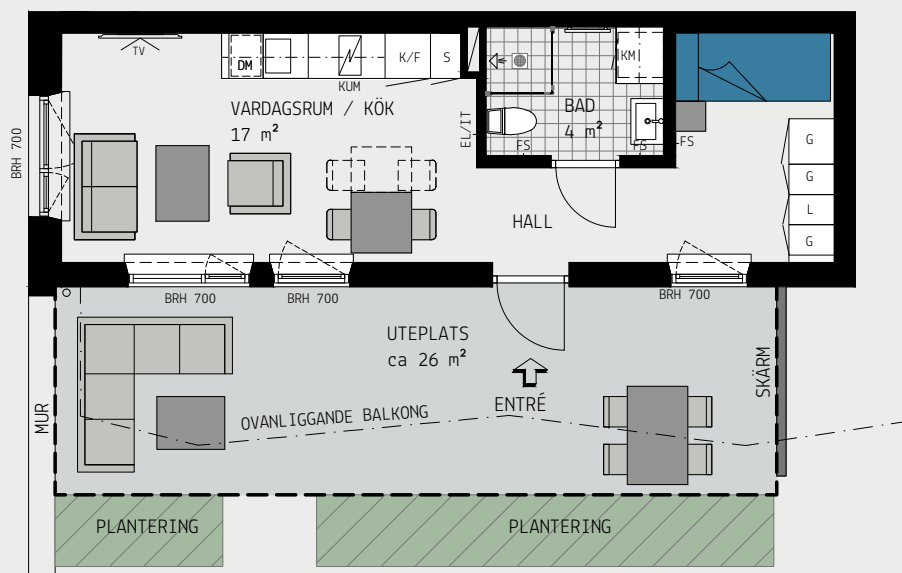 TV
DM
KUM
K/F
S
KM
VARDAGSRUM / KÖK
17 m²
BAD
4 m²
EL/IT
FS
FS
FS
G
G
L
G
BRH 700
HALL
BRH 700
BRH 700
BRH 700
UTEPLATS
ca 26 m²
SKÄRM
ENTRÉ
MUR
OVANLIGGANDE BALKONG
PLANTERING
PLANTERING